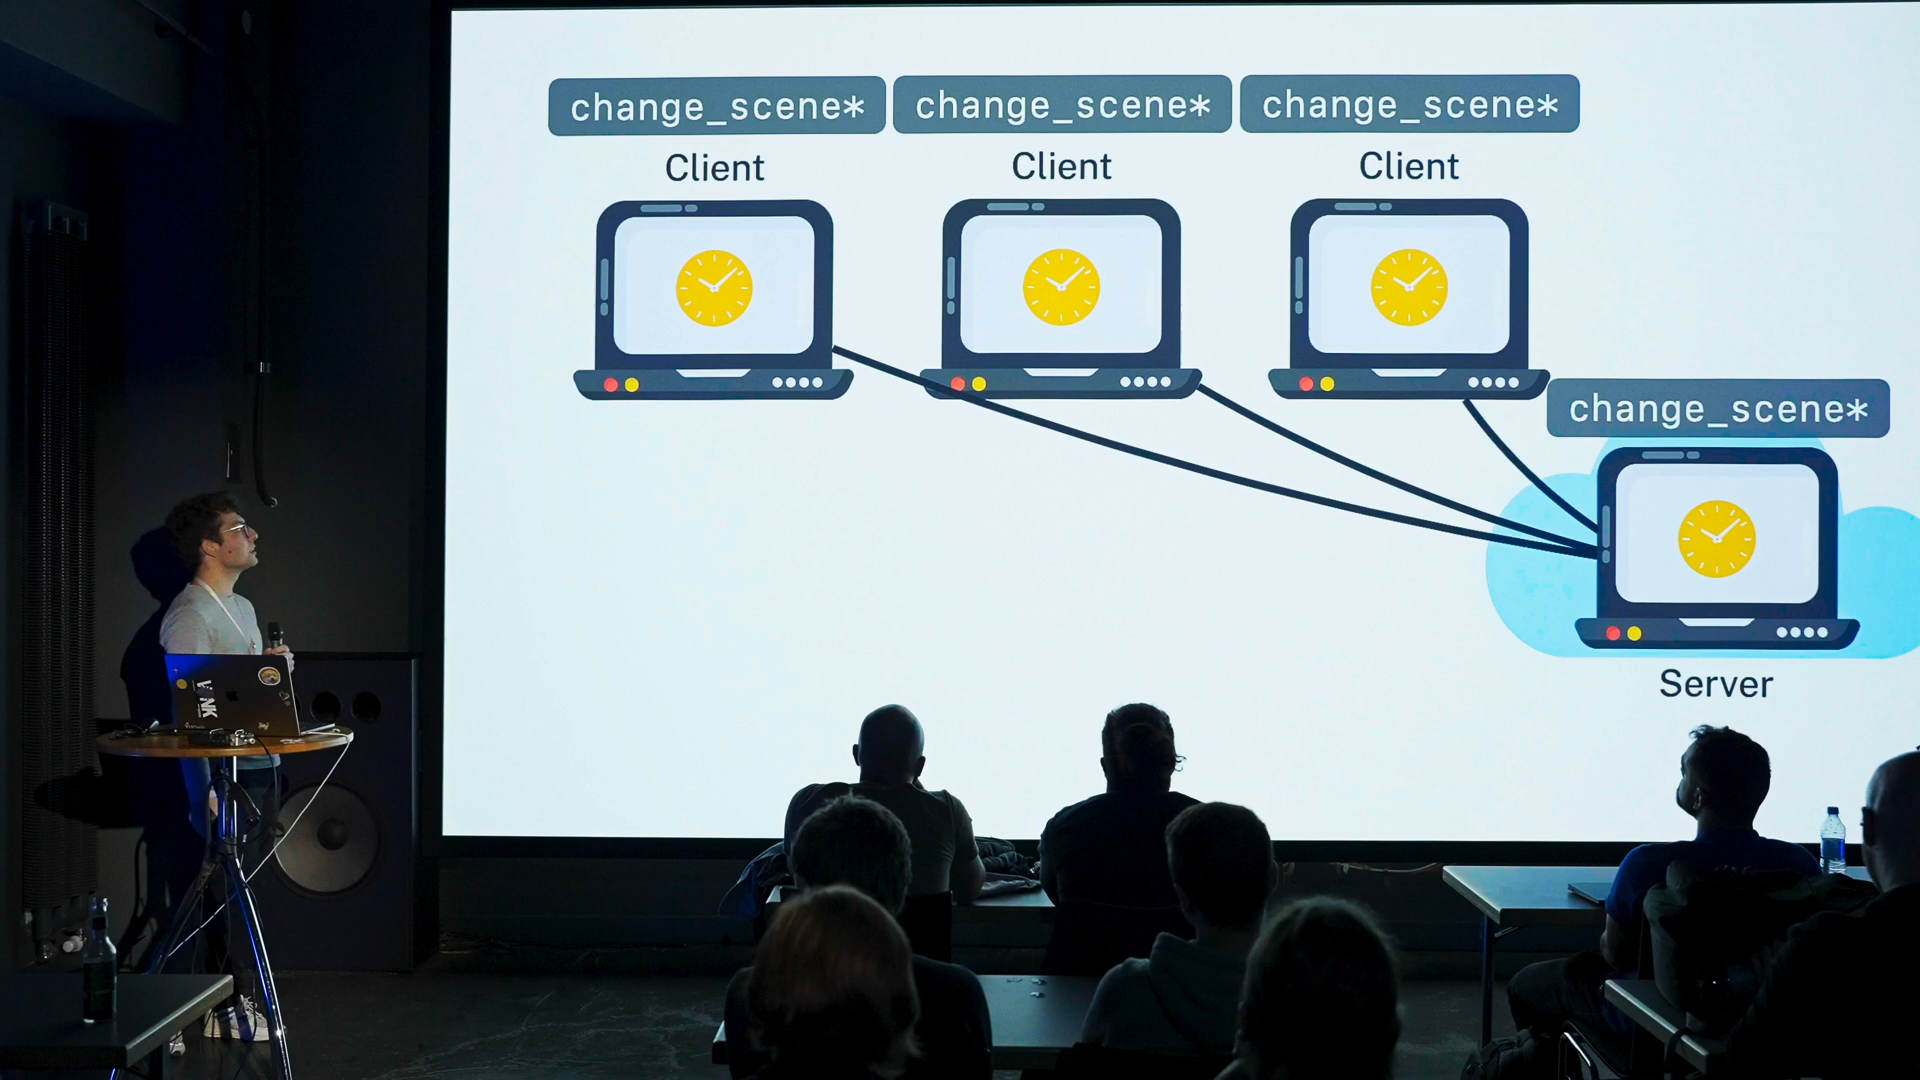 change_scene* change_scene* change_scene*
Client Client Client
change_scene*
Server